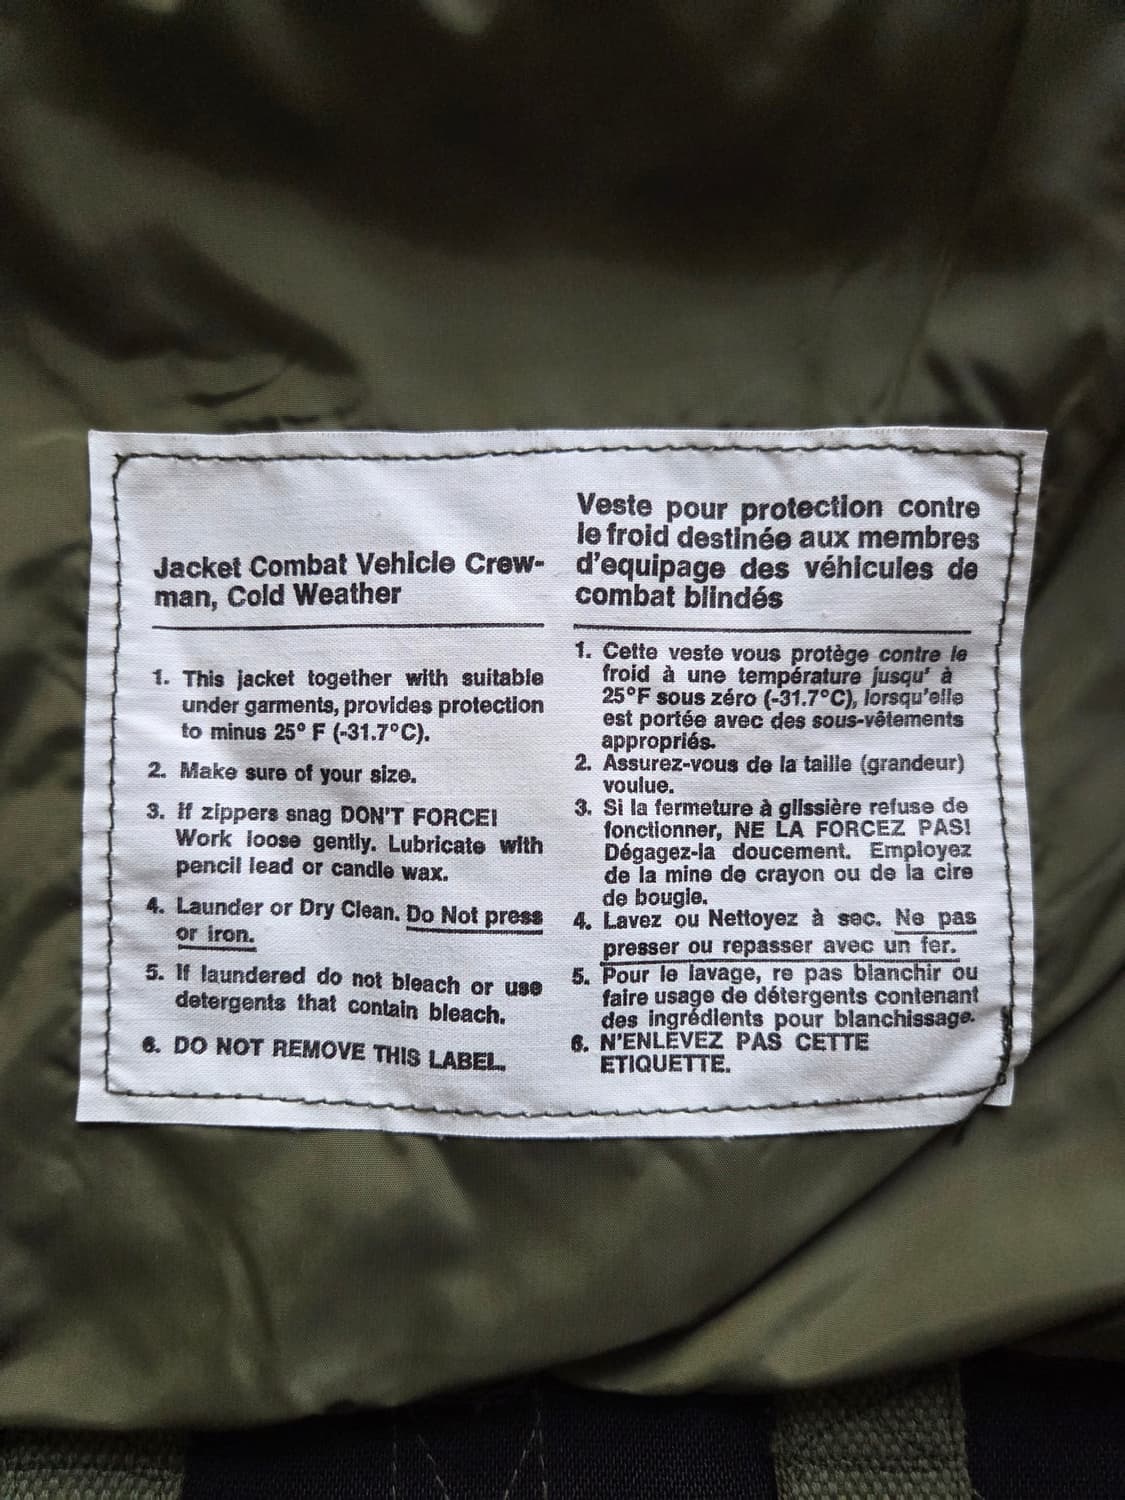 Jacket Combat Vehicle Crew-
man, Cold Weather
1. This jacket together with suitable
under garments, provides protection
to minus 25° F (-31.7°C).
2. Make sure of your size.
3. If zippers snag DON'T FORCE!
Work loose gently. Lubricate with
pencil lead or candle wax.
4. Launder or Dry Clean. Do Not press
or iron.
5. If laundered do not bleach or use
detergents that contain bleach.
6. DO NOT REMOVE THIS LABEL.
Veste pour protection contre
le froid destinée aux membres
d'equipage des véhicules de
combat blindés
1. Cette veste vous protège contre le
froid à une température jusqu' à
25°F sous zéro (-31.7°C), lorsqu'elle
est portée avec des sous-vêtements
appropriés.
2. Assurez-vous de la taille (grandeur)
voulue.
3. Si la fermeture à glissière refuse de
fonctionner, NE LA FORCEZ PAS!
Dégagez-la doucement. Employez
de la mine de crayon ou de la cire
de bougie.
4. Lavez ou Nettoyez à sec. Ne pas
presser ou repasser avec un fer.
5. Pour le lavage, re pas blanchir ou
faire usage de détergents contenant
des ingrédients pour blanchissage.
6. N'ENLEVEZ PAS CETTE
ETIQUETTE.